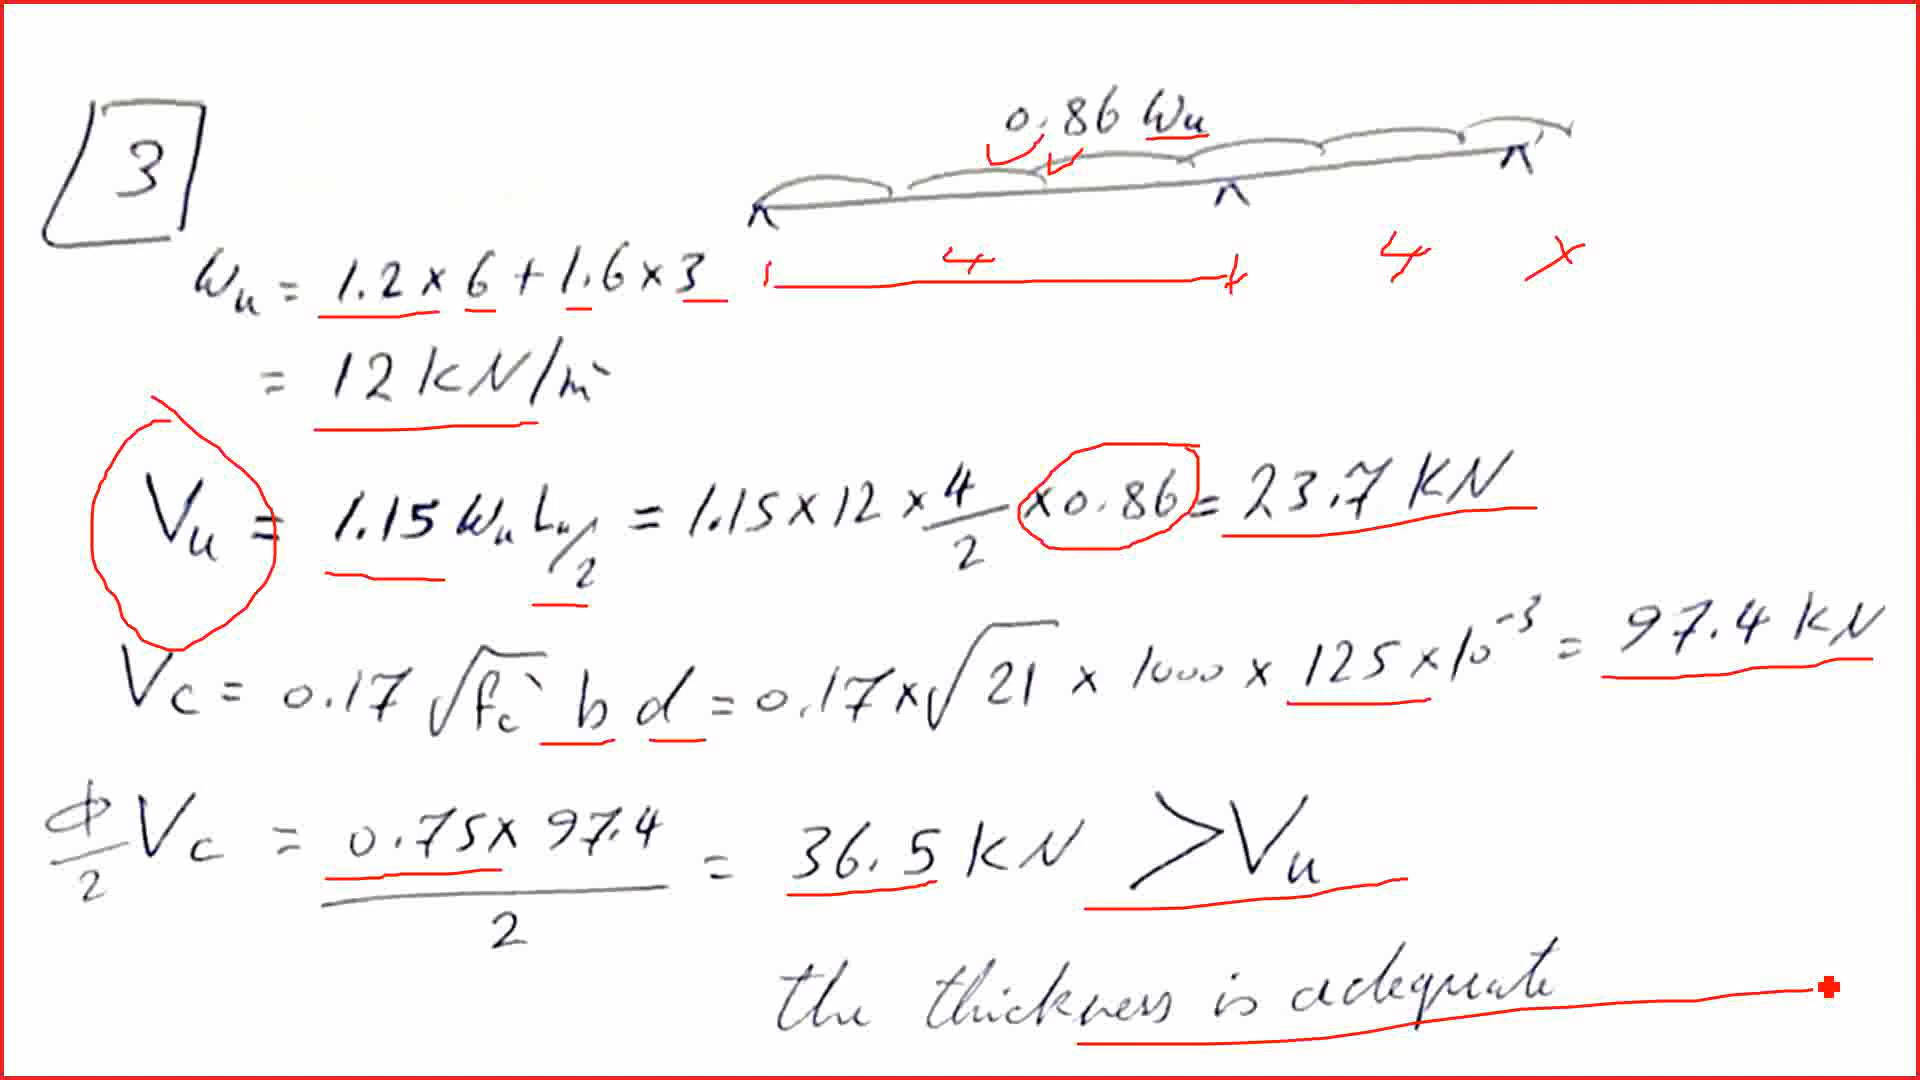 0.86 Wu
3
4 4
Wu = 1.2 × 6 + 1.6 × 3
= 12 kN/m`
Vu = 1.15 Wu Ln/2 = 1.15 × 12 × 4/2 × 0.86 = 23.7 KN
Vc = 0.17 √fc` b d = 0.17 × √21 × 1000 × 125 × 10⁻³ = 97.4 KN
ϕ/2 Vc = 0.75 × 97.4 / 2 = 36.5 KN > Vu
the thickness is adequate